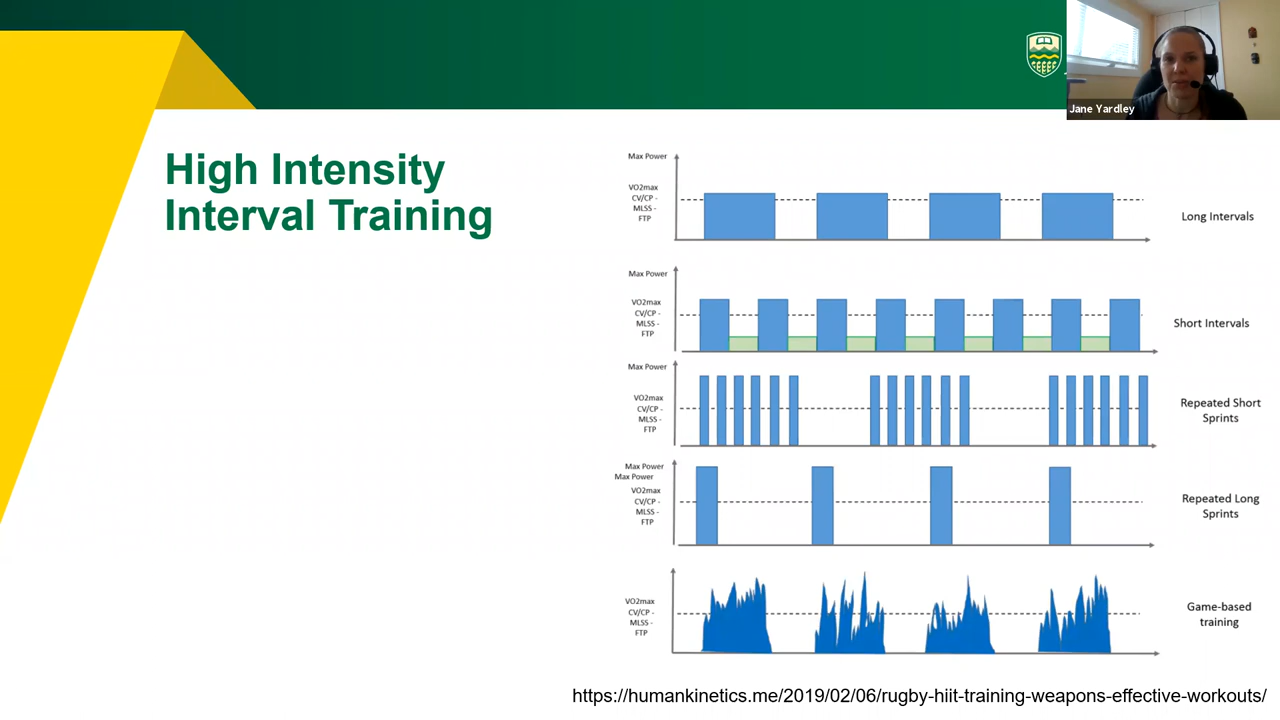 Jane Yardley
High Intensity
Interval Training
Max Power
VO2max
CV/CP -
MLSS -
FTP
Long Intervals
Max Power
VO2max
CV/CP -
MLSS -
FTP
Short Intervals
Max Power
VO2max
CV/CP -
MLSS -
FTP
Repeated Short
Sprints
Max Power
Max Power
VO2max
CV/CP -
MLSS -
FTP
Repeated Long
Sprints
VO2max
CV/CP -
MLSS -
FTP
Game-based
training
https://humankinetics.me/2019/02/06/rugby-hiit-training-weapons-effective-workouts/